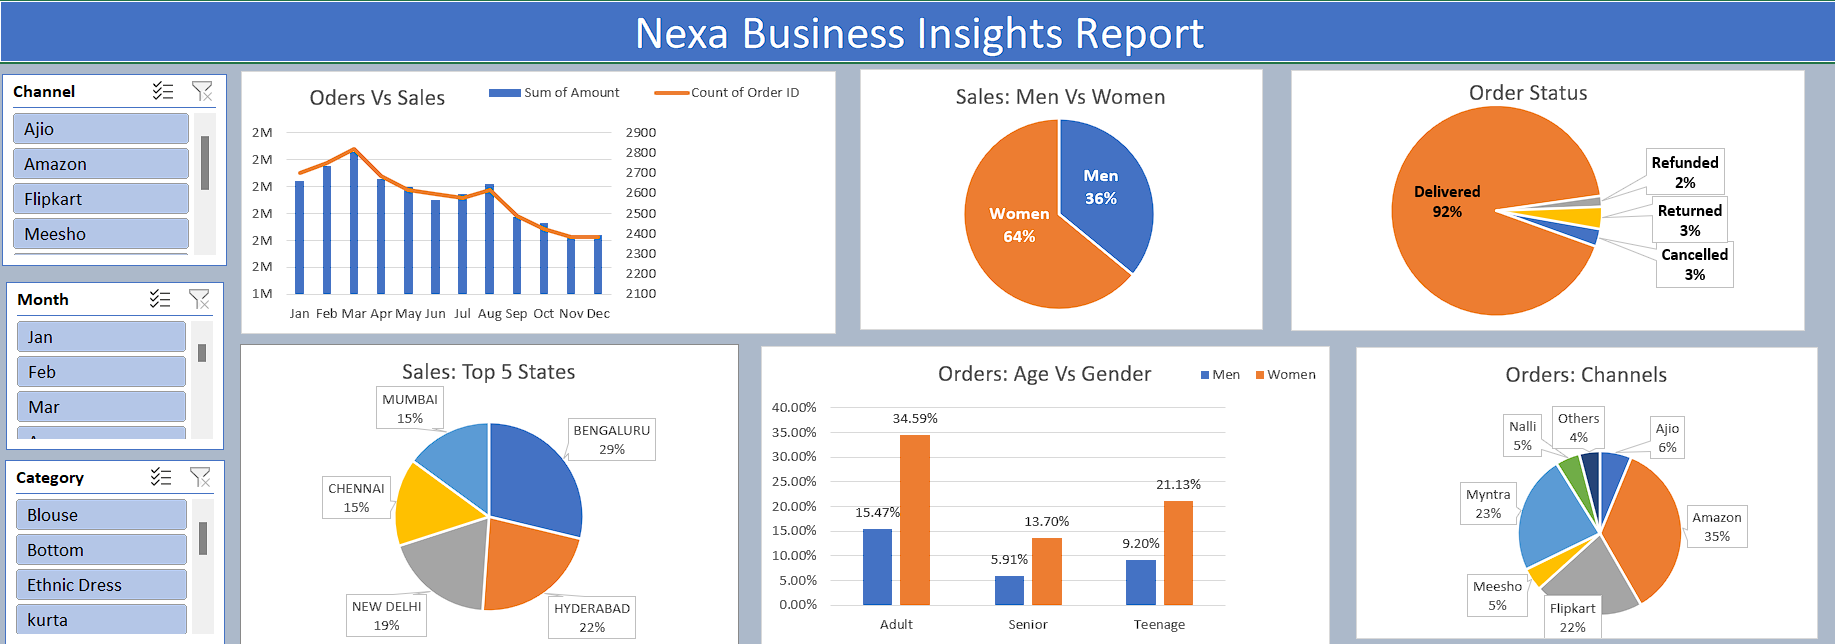 Nexa Business Insights Report
Channel
Ajio
Amazon
Flipkart
Meesho
Month
Jan
Feb
Mar
Category
Blouse
Bottom
Ethnic Dress
kurta
Oders Vs Sales
Sum of Amount
Count of Order ID
2M
2M
2M
2M
2M
2M
1M
2900
2800
2700
2600
2500
2400
2300
2200
2100
Jan Feb Mar Apr May Jun Jul Aug Sep Oct Nov Dec
Sales: Men Vs Women
Men
36%
Women
64%
Order Status
Delivered
92%
Refunded
2%
Returned
3%
Cancelled
3%
Sales: Top 5 States
MUMBAI
15%
BENGALURU
29%
CHENNAI
15%
NEW DELHI
19%
HYDERABAD
22%
Orders: Age Vs Gender
Men
Women
40.00%
35.00%
30.00%
25.00%
20.00%
15.00%
10.00%
5.00%
0.00%
15.47%
34.59%
5.91%
13.70%
9.20%
21.13%
Adult
Senior
Teenage
Orders: Channels
Nalli
5%
Others
4%
Ajio
6%
Myntra
23%
Amazon
35%
Meesho
5%
Flipkart
22%